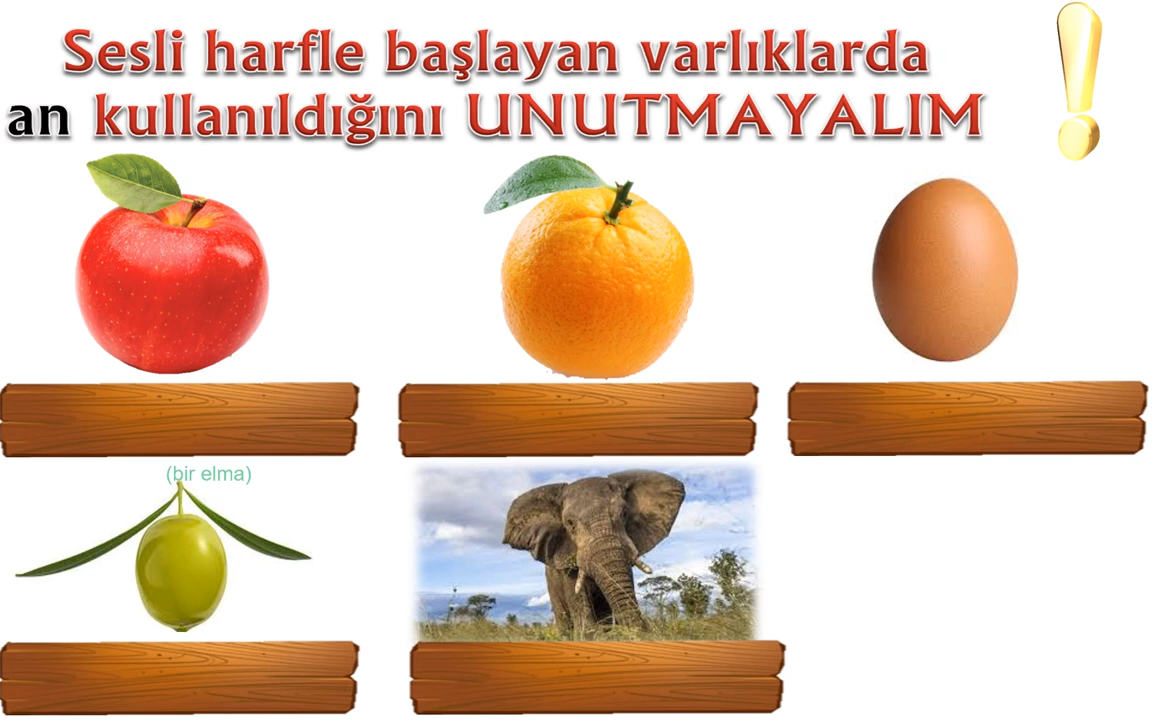 Sesli harfle başlayan varlıklarda
an kullanıldığını UNUTMAYALIM
!
(bir elma)